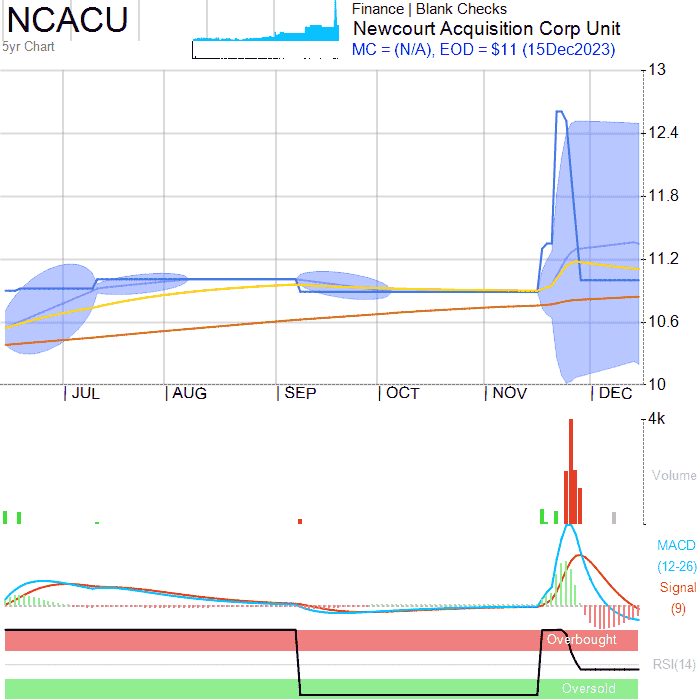 NCACU
5yr Chart
Finance | Blank Checks
Newcourt Acquisition Corp Unit
MC = (N/A), EOD = $11 (15Dec2023)
13
12.4
11.8
11.2
10.6
10
JUL AUG SEP OCT NOV DEC
4k
Volume
MACD
(12-26)
Signal
(9)
Overbought
RSI(14)
Oversold